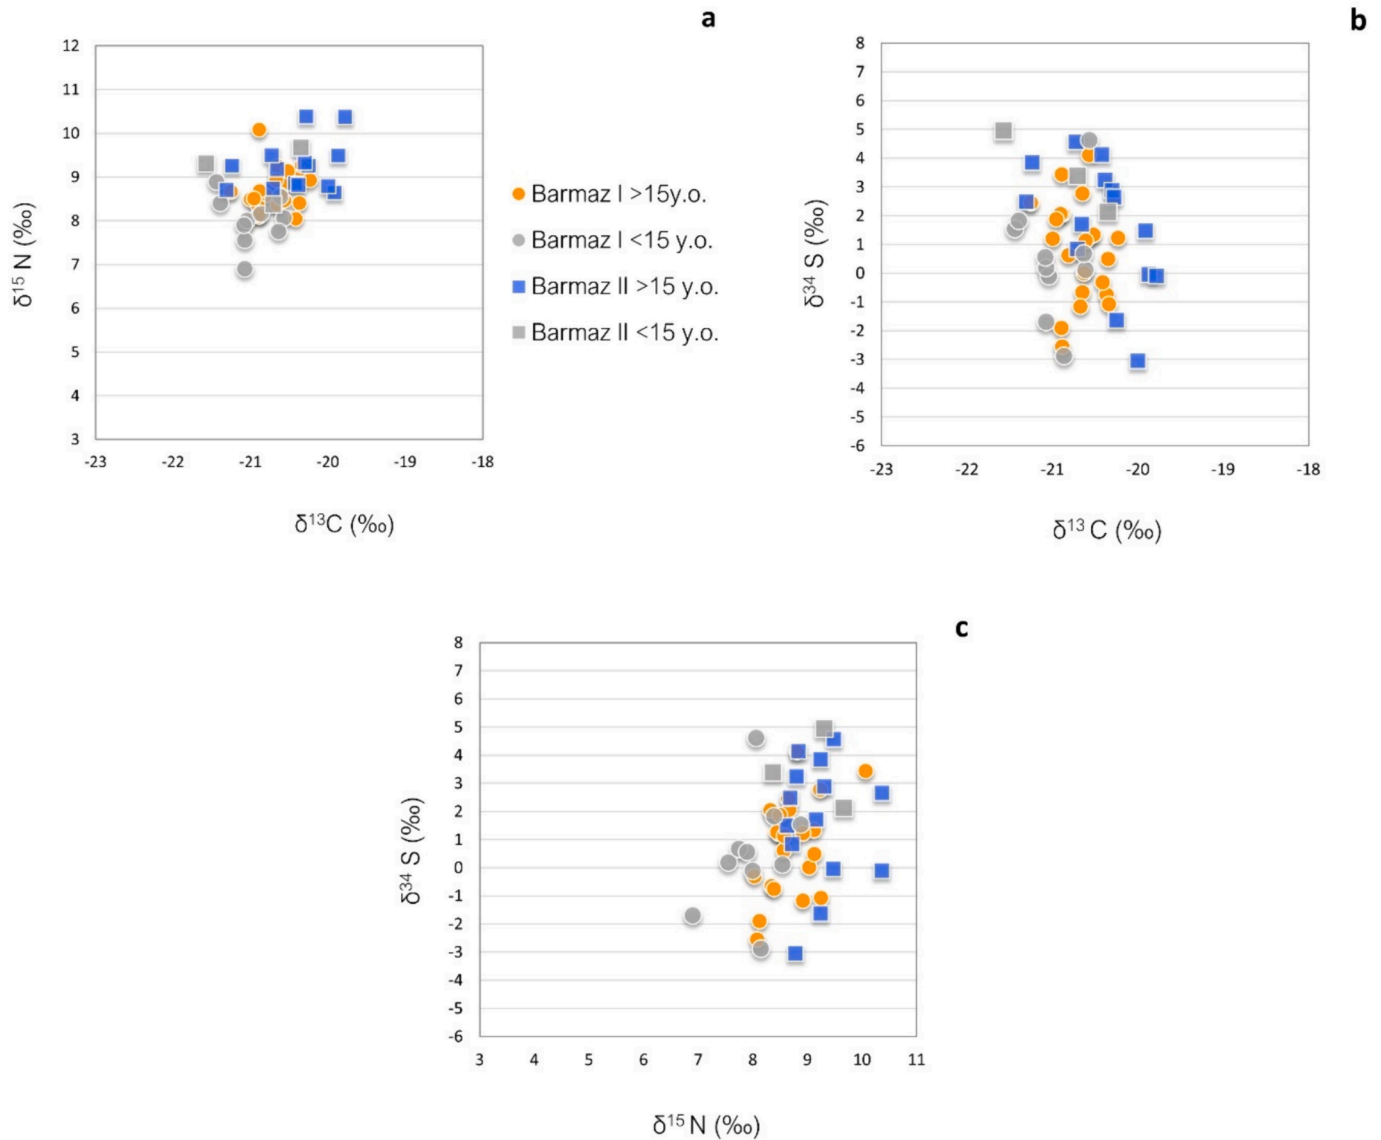 a
12
11
10
9
8
7
6
5
4
3
-23 -22 -21 -20 -19 -18
δ¹⁵ N (‰)
δ¹³C (‰)
Barmaz I >15y.o.
Barmaz I <15 y.o.
Barmaz II >15 y.o.
Barmaz II <15 y.o.
b
8
7
6
5
4
3
2
1
0
-1
-2
-3
-4
-5
-6
-23 -22 -21 -20 -19 -18
δ³⁴ S (‰)
δ¹³ C (‰)
c
8
7
6
5
4
3
2
1
0
-1
-2
-3
-4
-5
-6
3 4 5 6 7 8 9 10 11
δ³⁴ S (‰)
δ¹⁵ N (‰)